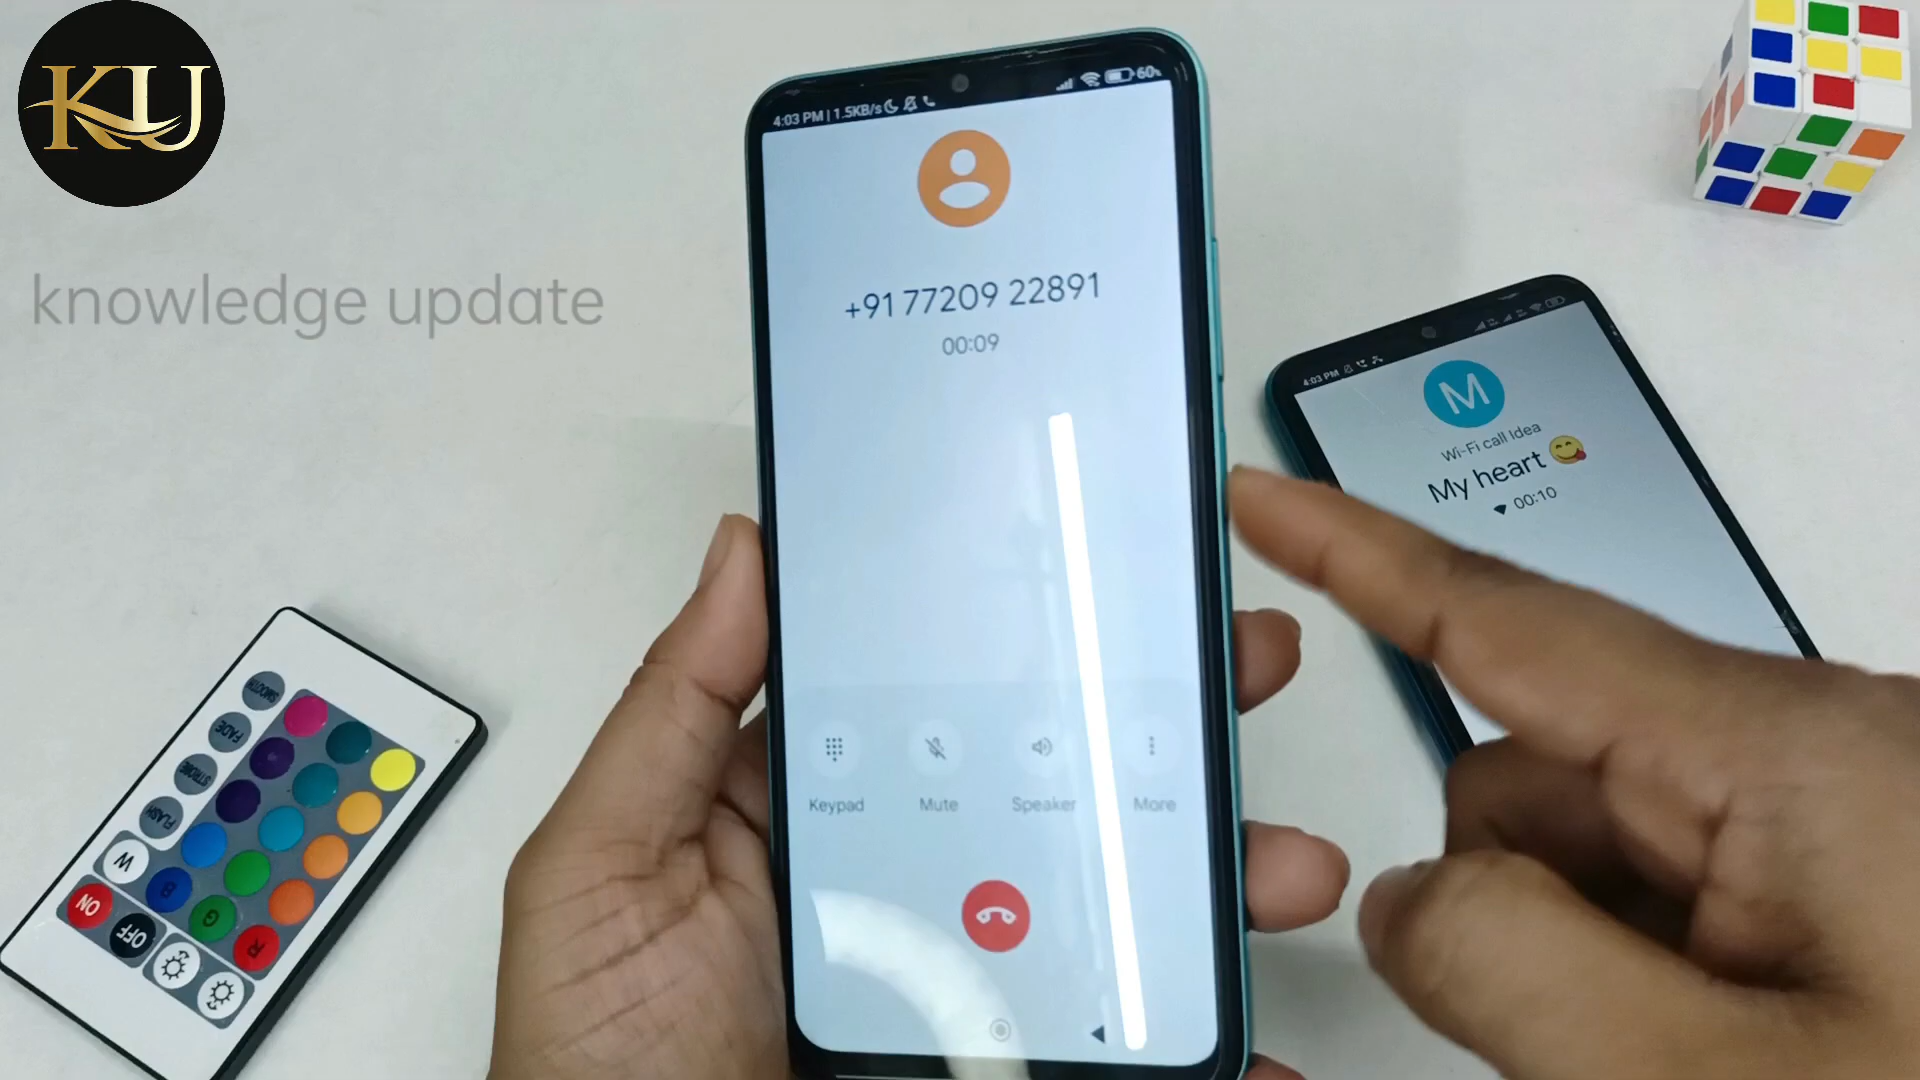 KU
knowledge update
4:03 PM | 1.5KB/s
60%
+91 77209 22891
00:09
Keypad
Mute
Speaker
More
4:03 PM
M
Wi-Fi call Idea
My heart 😋
00:10
SMOOTH
FADE
STROBE
FLASH
W
B
G
R
ON
OFF